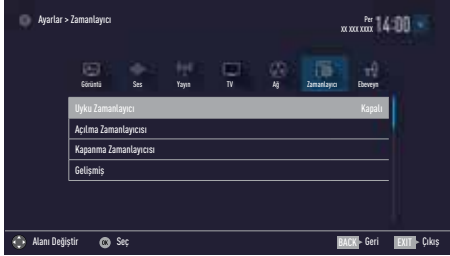 Ayarlar > Zamanlayıcı
Per
xx xxx xxxx 14:00
Görüntü Ses Yayın TV Ağ Zamanlayıcı Ebeveyn
Uyku Zamanlayıcı Kapalı
Açılma Zamanlayıcısı
Kapanma Zamanlayıcısı
Gelişmiş
Alanı Değiştir OK Seç BACK Geri EXIT Çıkış